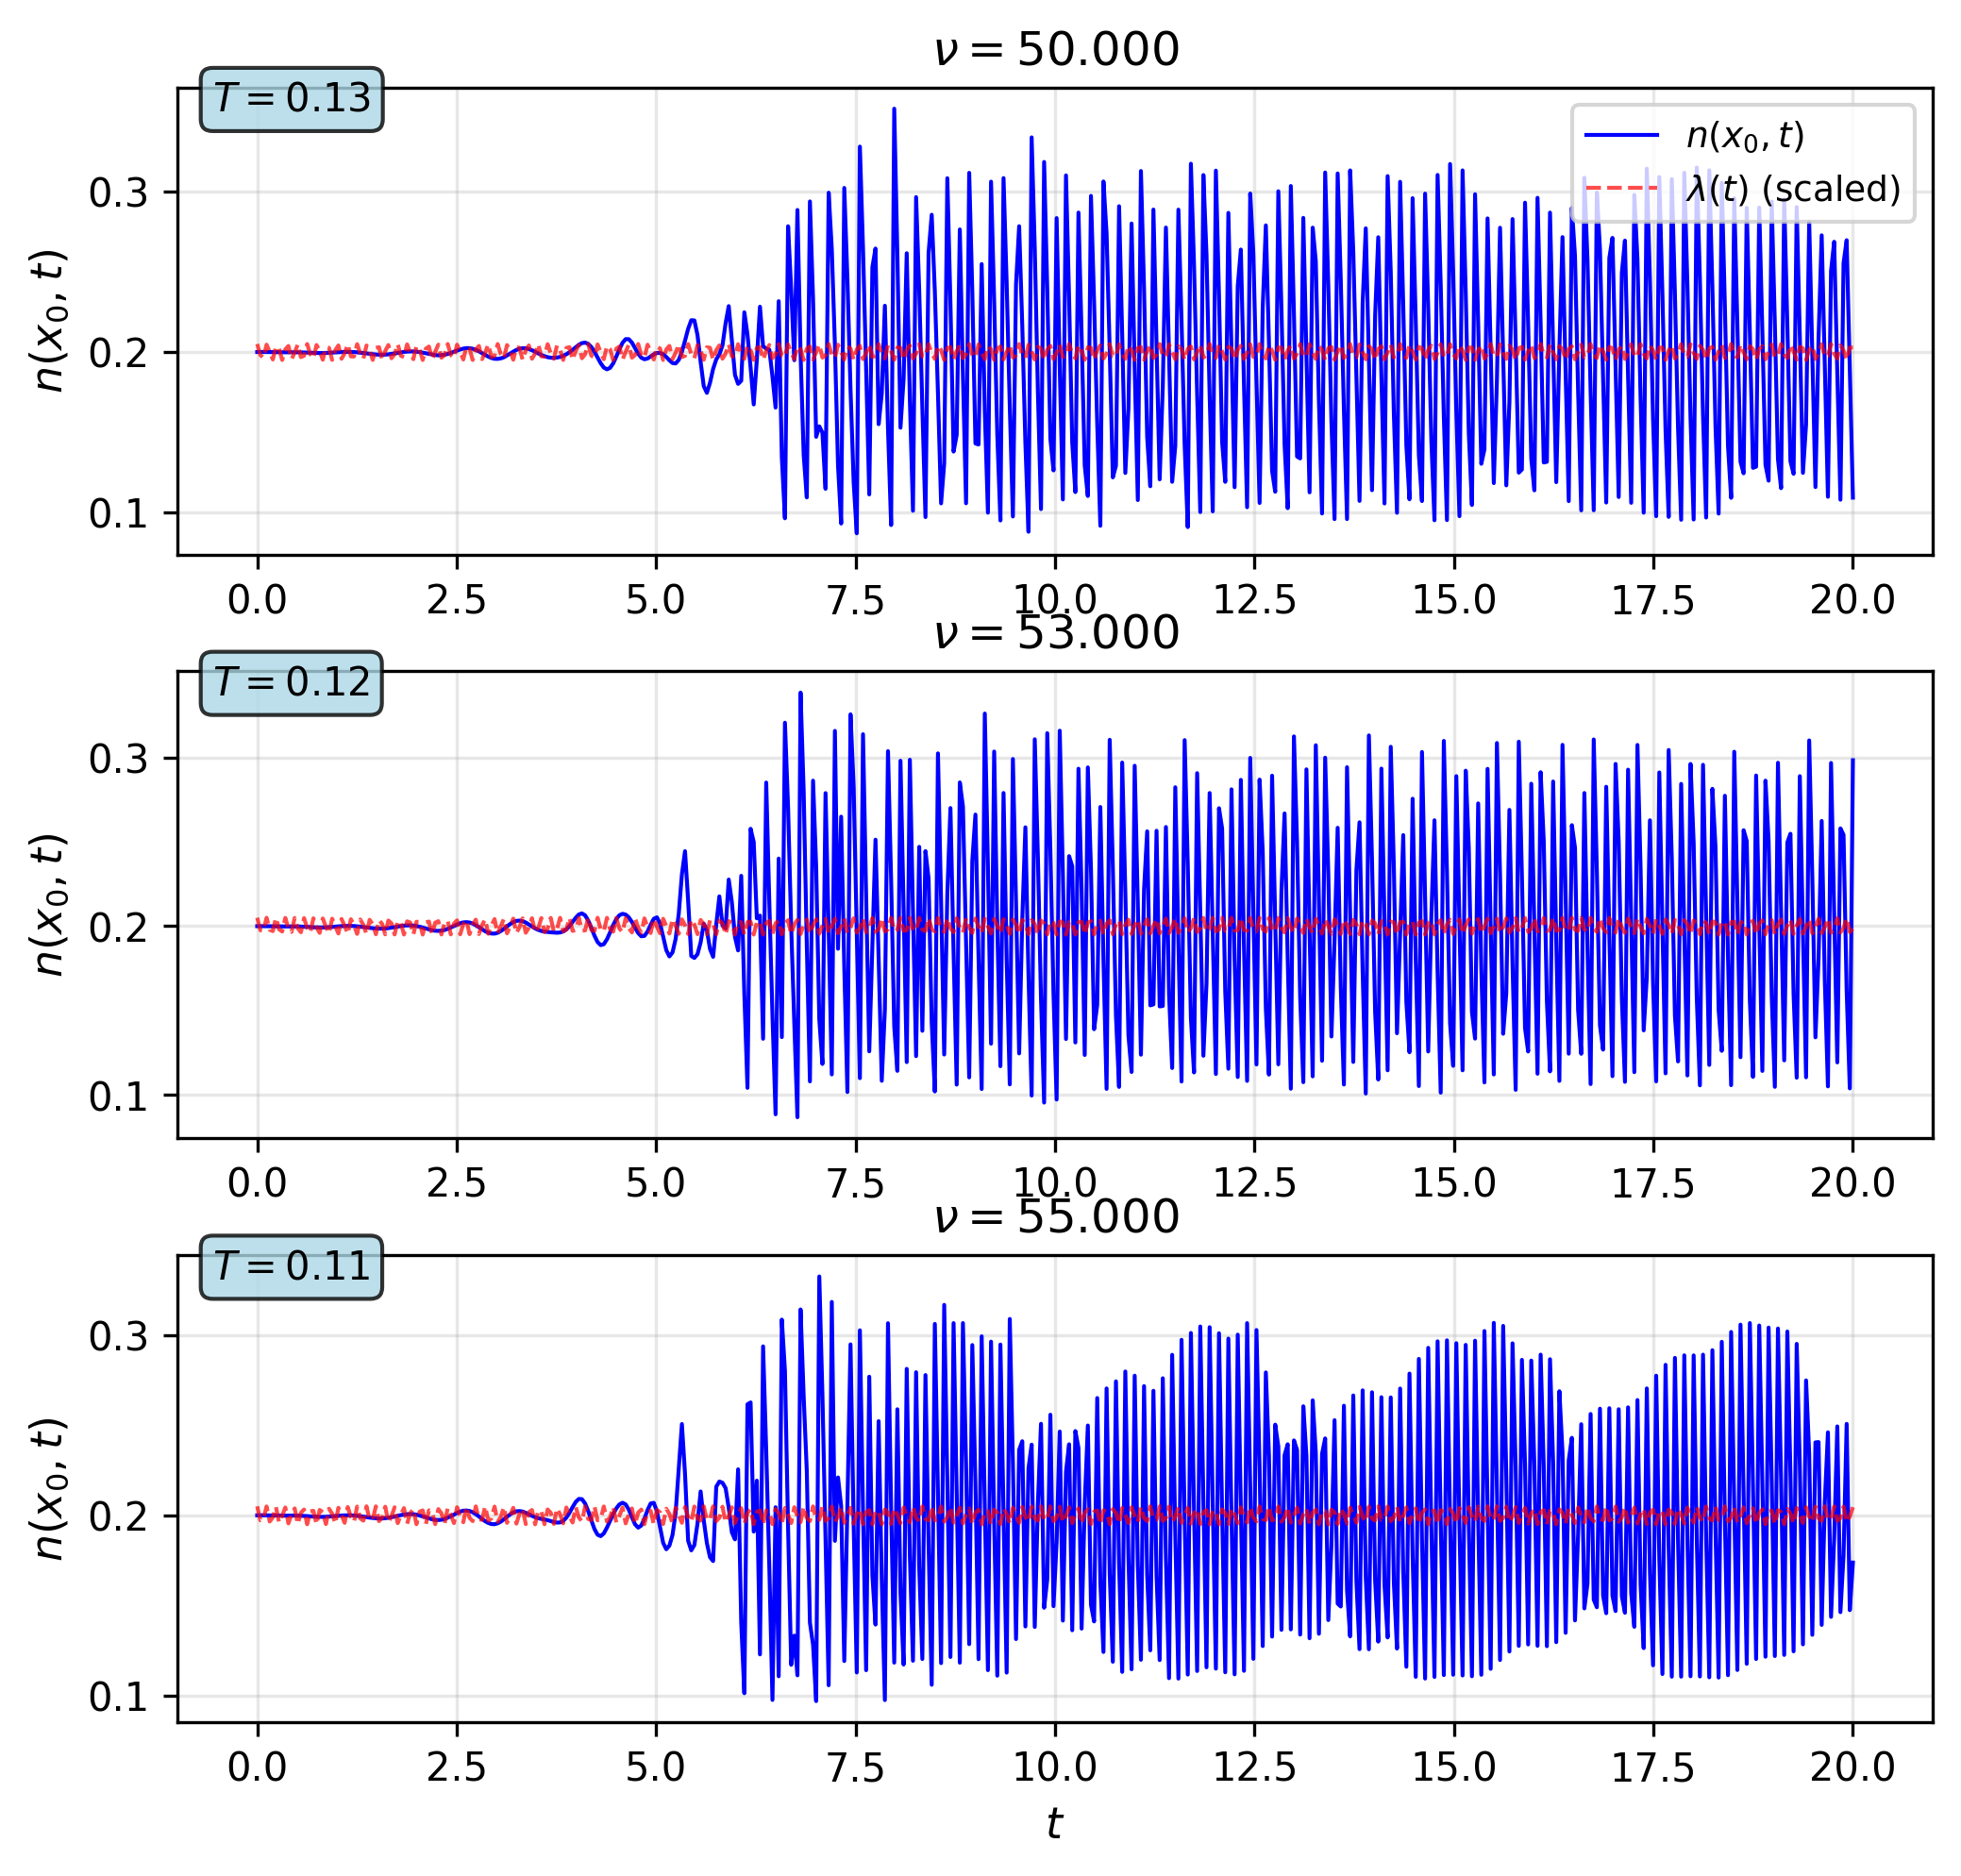 ν = 50.000
T = 0.13
n(x₀, t)
λ(t) (scaled)
n(x₀, t)
0.3
0.2
0.1
0.0 2.5 5.0 7.5 10.0 12.5 15.0 17.5 20.0
ν = 53.000
T = 0.12
n(x₀, t)
0.3
0.2
0.1
0.0 2.5 5.0 7.5 10.0 12.5 15.0 17.5 20.0
ν = 55.000
T = 0.11
n(x₀, t)
0.3
0.2
0.1
0.0 2.5 5.0 7.5 10.0 12.5 15.0 17.5 20.0
t